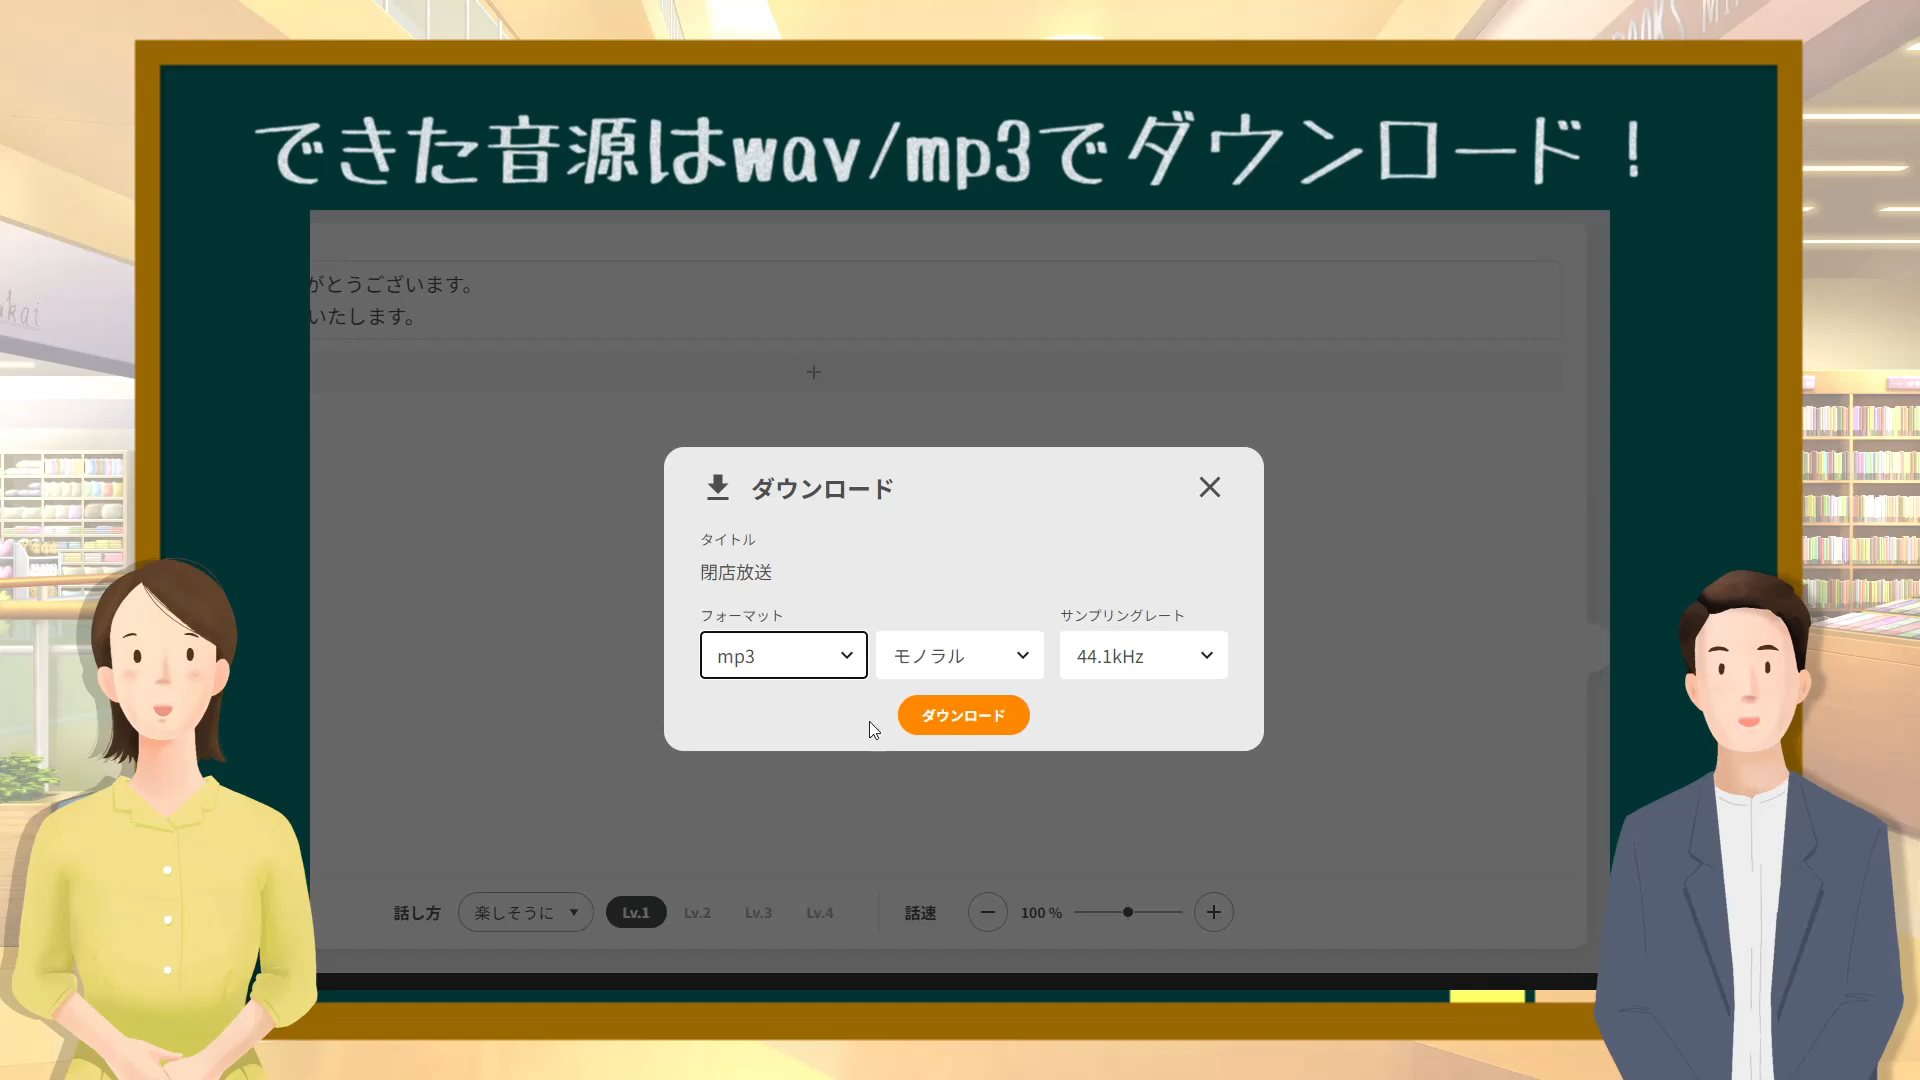 できた音源はwav/mp3でダウンロード！
がとうございます。
いたします。
+
ダウンロード
タイトル
閉店放送
フォーマット
サンプリングレート
mp3
モノラル
44.1kHz
ダウンロード
話し方
楽しそうに
Lv.1
Lv.2
Lv.3
Lv.4
話速
100 %
akai